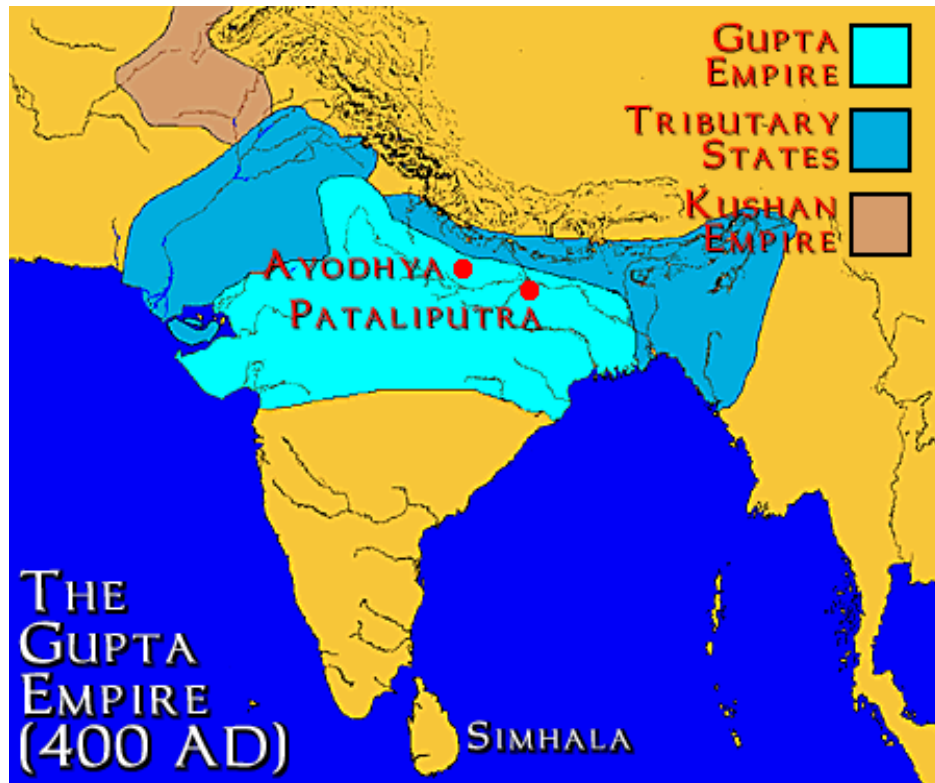 GUPTA
EMPIRE
TRIBUTARY
STATES
KUSHAN
EMPIRE
AYODHYA
PATALIPUTRA
THE
GUPTA
EMPIRE
(400 AD)
SIMHALA